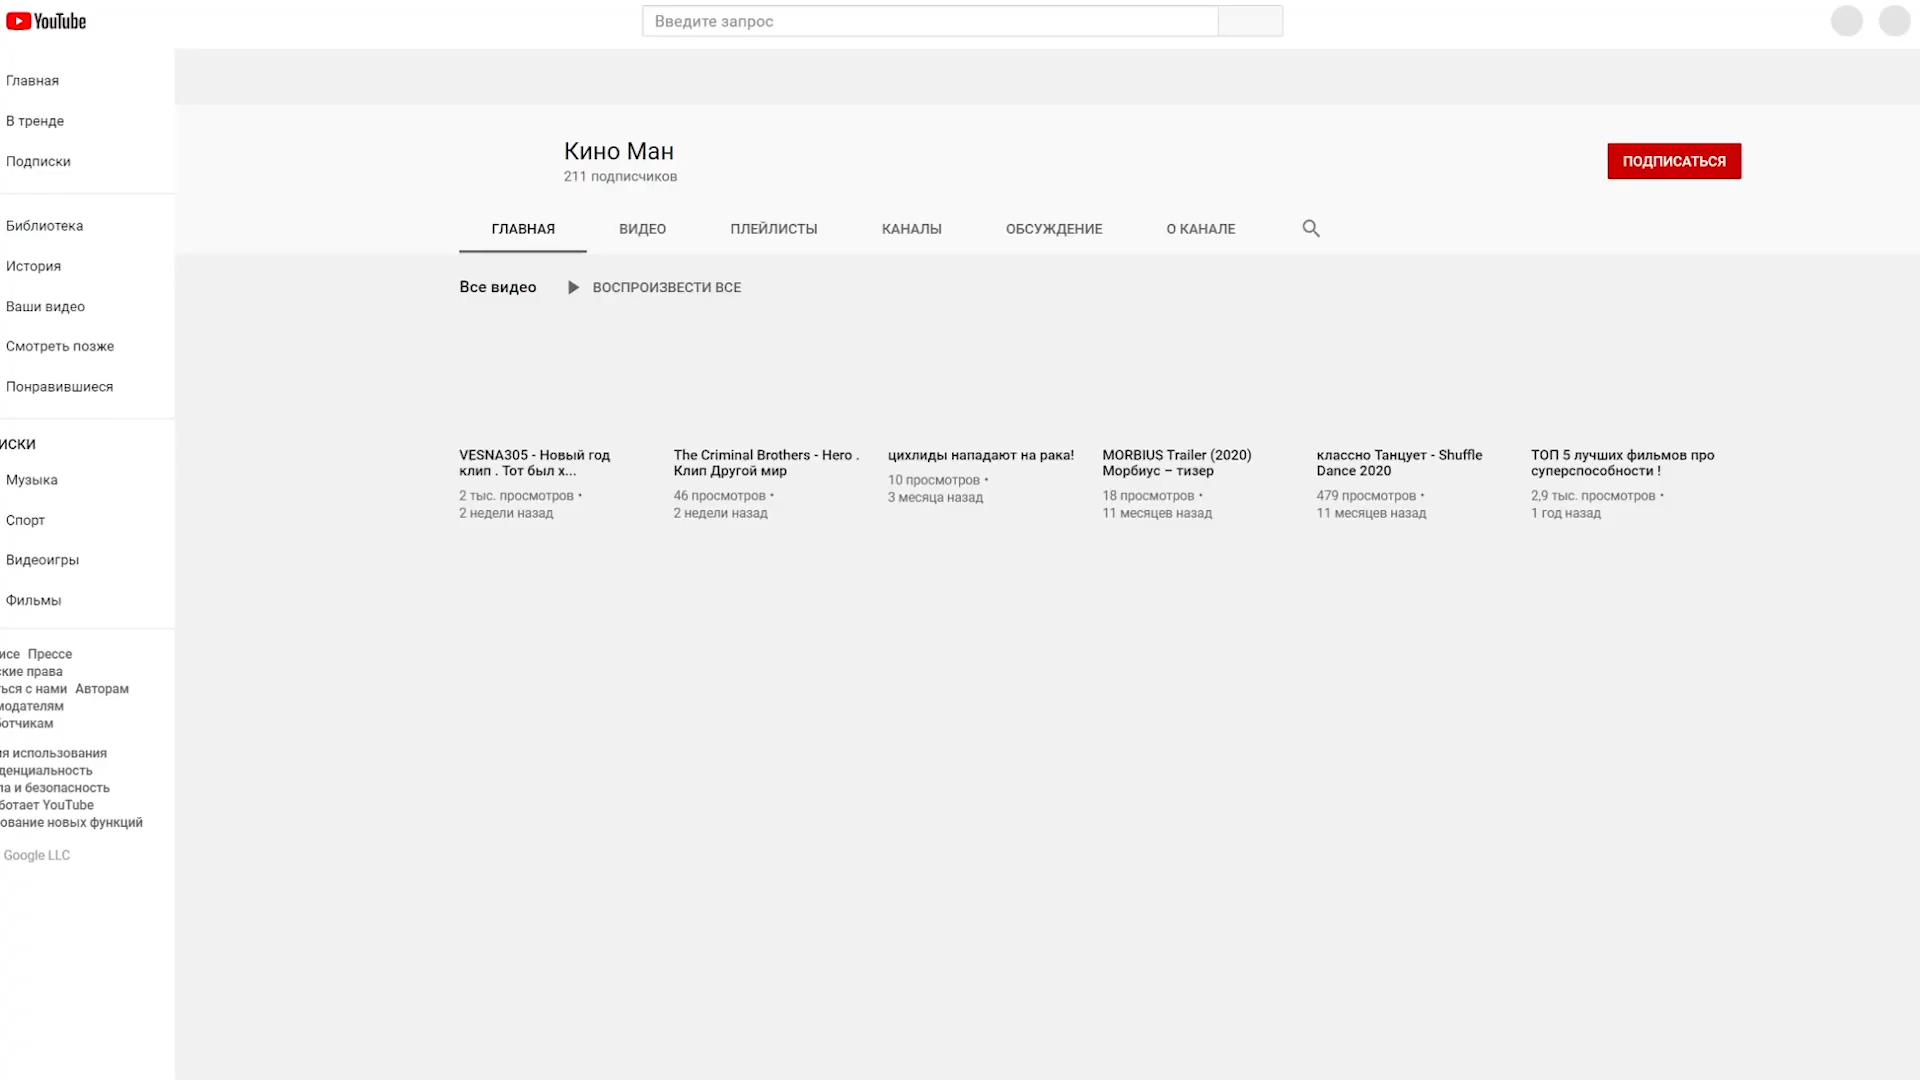 YouTube
Введите запрос
Главная
В тренде
Подписки
Библиотека
История
Ваши видео
Смотреть позже
Понравившиеся
иски
Музыка
Спорт
Видеоигры
Фильмы
исе Прессе
ские права
ться с нами Авторам
модателям
ботчикам
ия использования
денциальность
ла и безопасность
ботает YouTube
ование новых функций
Google LLC
Кино Ман
211 подписчиков
ПОДПИСАТЬСЯ
ГЛАВНАЯ ВИДЕО ПЛЕЙЛИСТЫ КАНАЛЫ ОБСУЖДЕНИЕ О КАНАЛЕ
Все видео ВОСПРОИЗВЕСТИ ВСЕ
VESNA305 - Новый год
клип . Тот был х...
2 тыс. просмотров •
2 недели назад
The Criminal Brothers - Hero .
Клип Другой мир
46 просмотров •
2 недели назад
цихлиды нападают на рака!
10 просмотров •
3 месяца назад
MORBIUS Trailer (2020)
Морбиус – тизер
18 просмотров •
11 месяцев назад
классно Танцует - Shuffle
Dance 2020
479 просмотров •
11 месяцев назад
ТОП 5 лучших фильмов про
суперспособности !
2,9 тыс. просмотров •
1 год назад